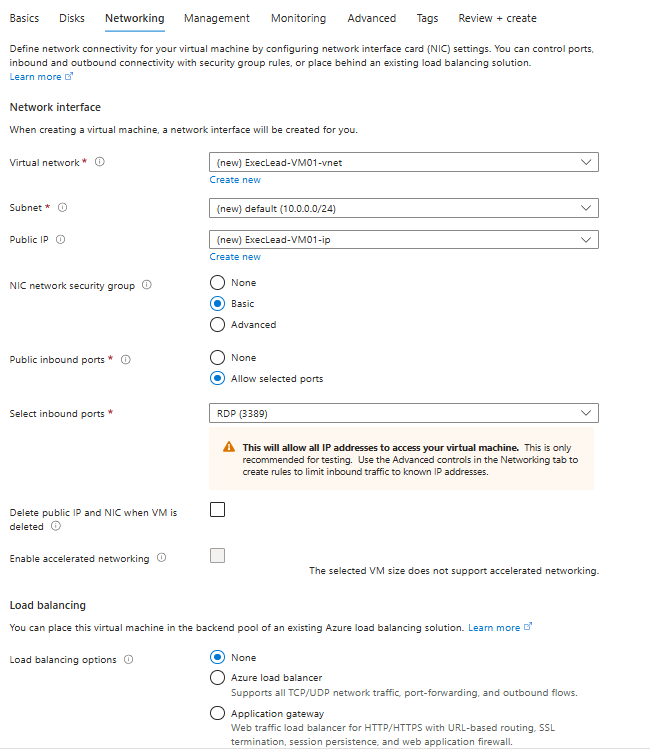 Basics Disks Networking Management Monitoring Advanced Tags Review + create
Define network connectivity for your virtual machine by configuring network interface card (NIC) settings. You can control ports,
inbound and outbound connectivity with security group rules, or place behind an existing load balancing solution.
Learn more
Network interface
When creating a virtual machine, a network interface will be created for you.
Virtual network * (new) ExecLead-VM01-vnet
Create new
Subnet * (new) default (10.0.0.0/24)
Public IP (new) ExecLead-VM01-ip
Create new
NIC network security group None
Basic
Advanced
Public inbound ports * None
Allow selected ports
Select inbound ports * RDP (3389)
This will allow all IP addresses to access your virtual machine. This is only
recommended for testing. Use the Advanced controls in the Networking tab to
create rules to limit inbound traffic to known IP addresses.
Delete public IP and NIC when VM is
deleted
Enable accelerated networking
The selected VM size does not support accelerated networking.
Load balancing
You can place this virtual machine in the backend pool of an existing Azure load balancing solution. Learn more
Load balancing options None
Azure load balancer
Supports all TCP/UDP network traffic, port-forwarding, and outbound flows.
Application gateway
Web traffic load balancer for HTTP/HTTPS with URL-based routing, SSL
termination, session persistence, and web application firewall.